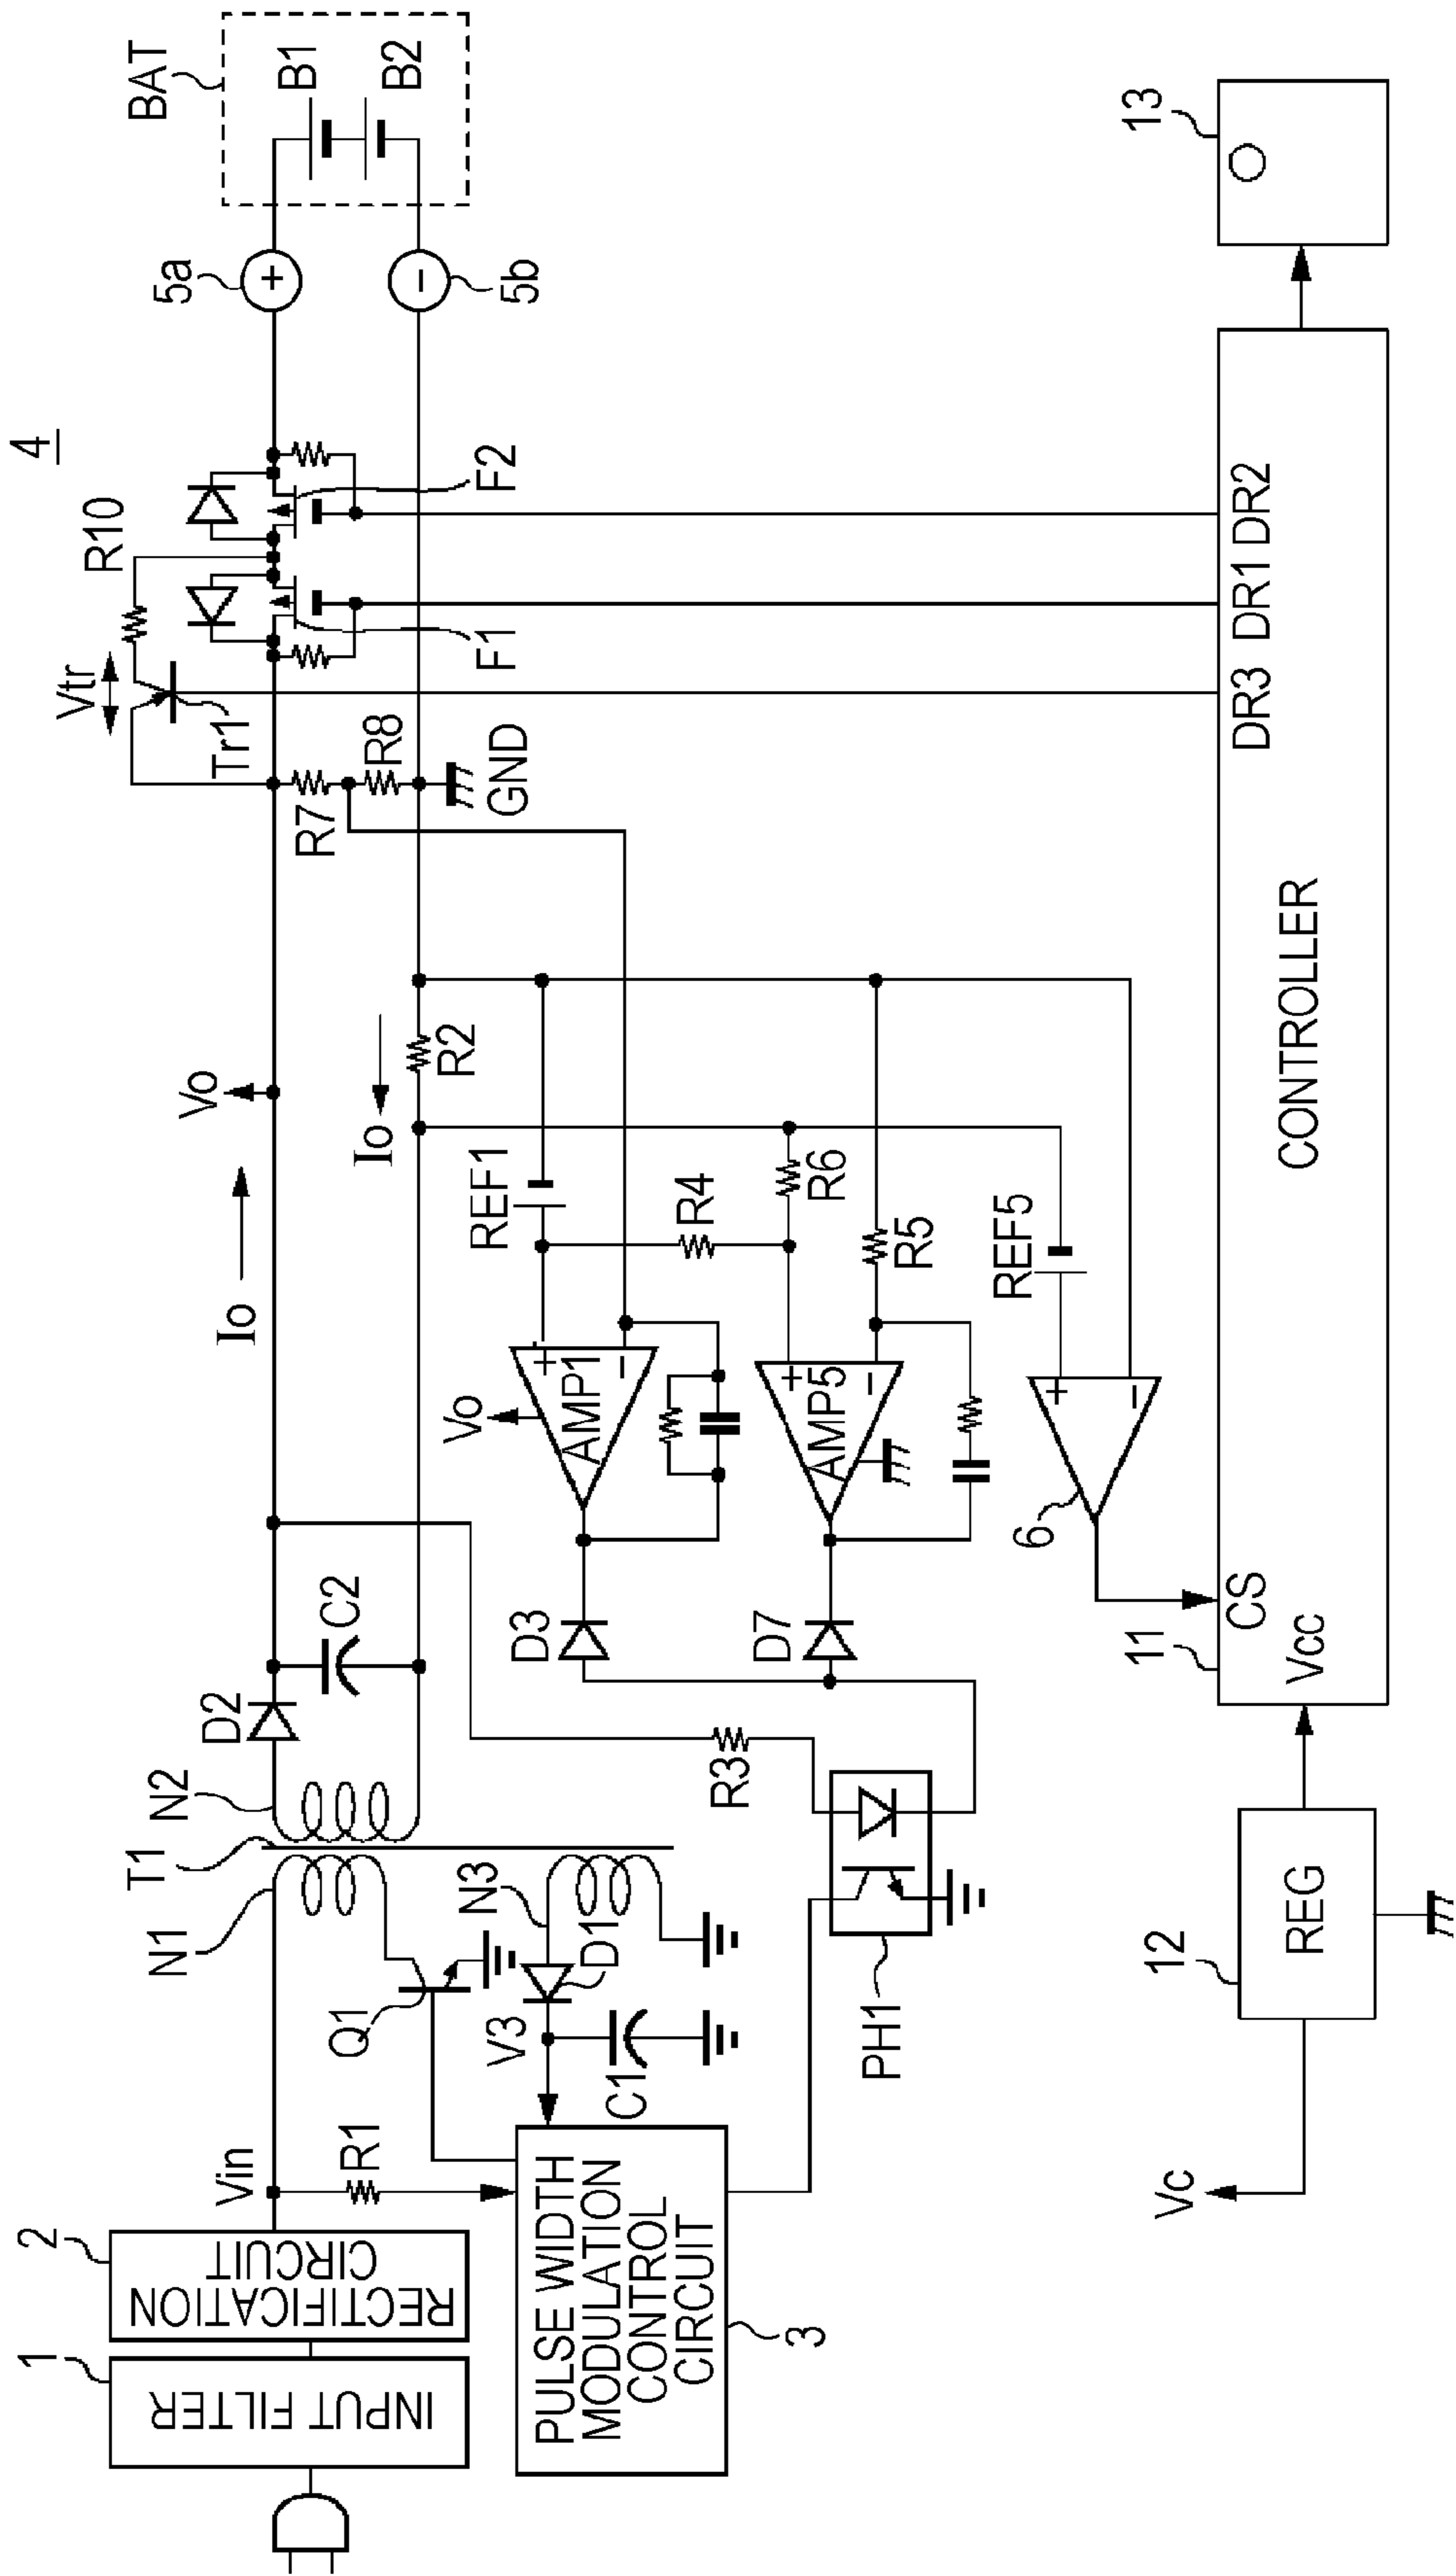 4
1
INPUT FILTER
2
RECTIFICATION
CIRCUIT
Vin
R1
PULSE WIDTH
MODULATION
CONTROL
CIRCUIT
3
N1
T1
N2
D2
C2
Q1
N3
D1
V3
C1
PH1
R3
D3
D7
Io
Vo
Io
R2
Vo
AMP1
+
−
REF1
R4
R6
R5
AMP5
+
−
REF5
6
+
−
R7
R8
GND
Tr1
Vtr
R10
F1
F2
5a
+
5b
−
BAT
B1
B2
Vc
12
REG
11
Vcc
CS
CONTROLLER
DR3
DR1
DR2
13